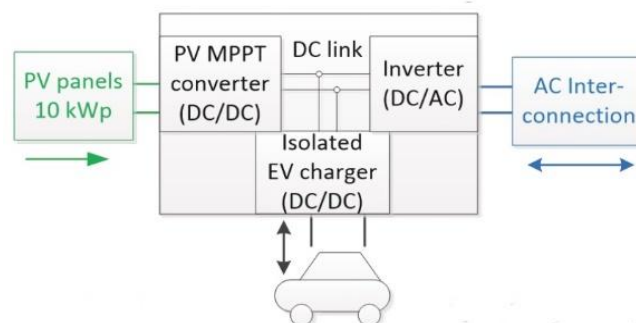 PV panels
10 kWp
PV MPPT
converter
(DC/DC)
DC link
Inverter
(DC/AC)
AC Inter-
connection
Isolated
EV charger
(DC/DC)